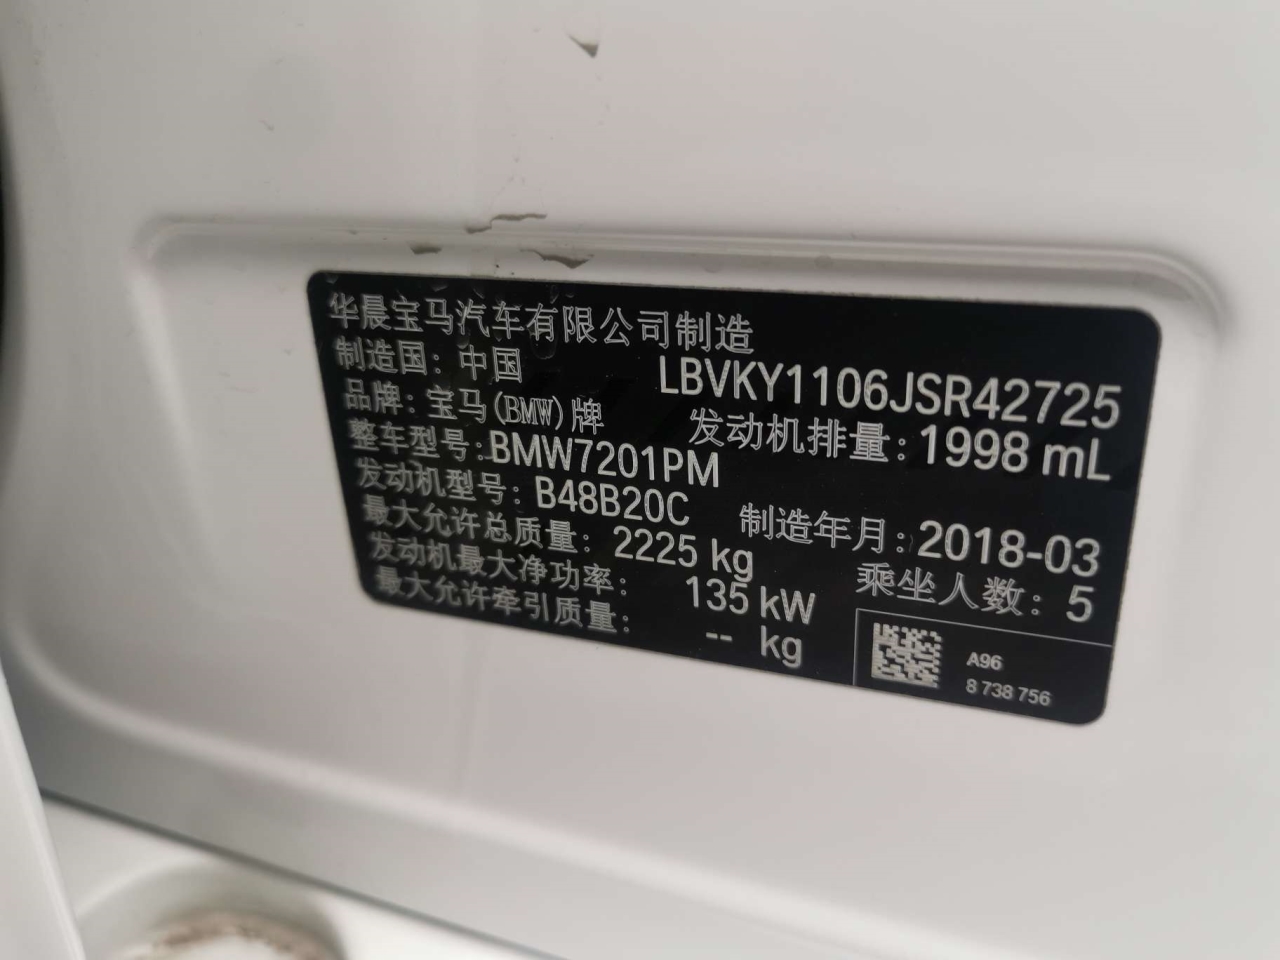 华晨宝马汽车有限公司制造
制造国：中国
LBVKY1106JSR42725
品牌：宝马(BMW)牌
发动机排量：1998 mL
整车型号：BMW7201PM
发动机型号：B48B20C
制造年月：2018-03
最大允许总质量：2225 kg
乘坐人数：5
发动机最大净功率：135 kW
最大允许牵引质量：-- kg
A96
8 738 756